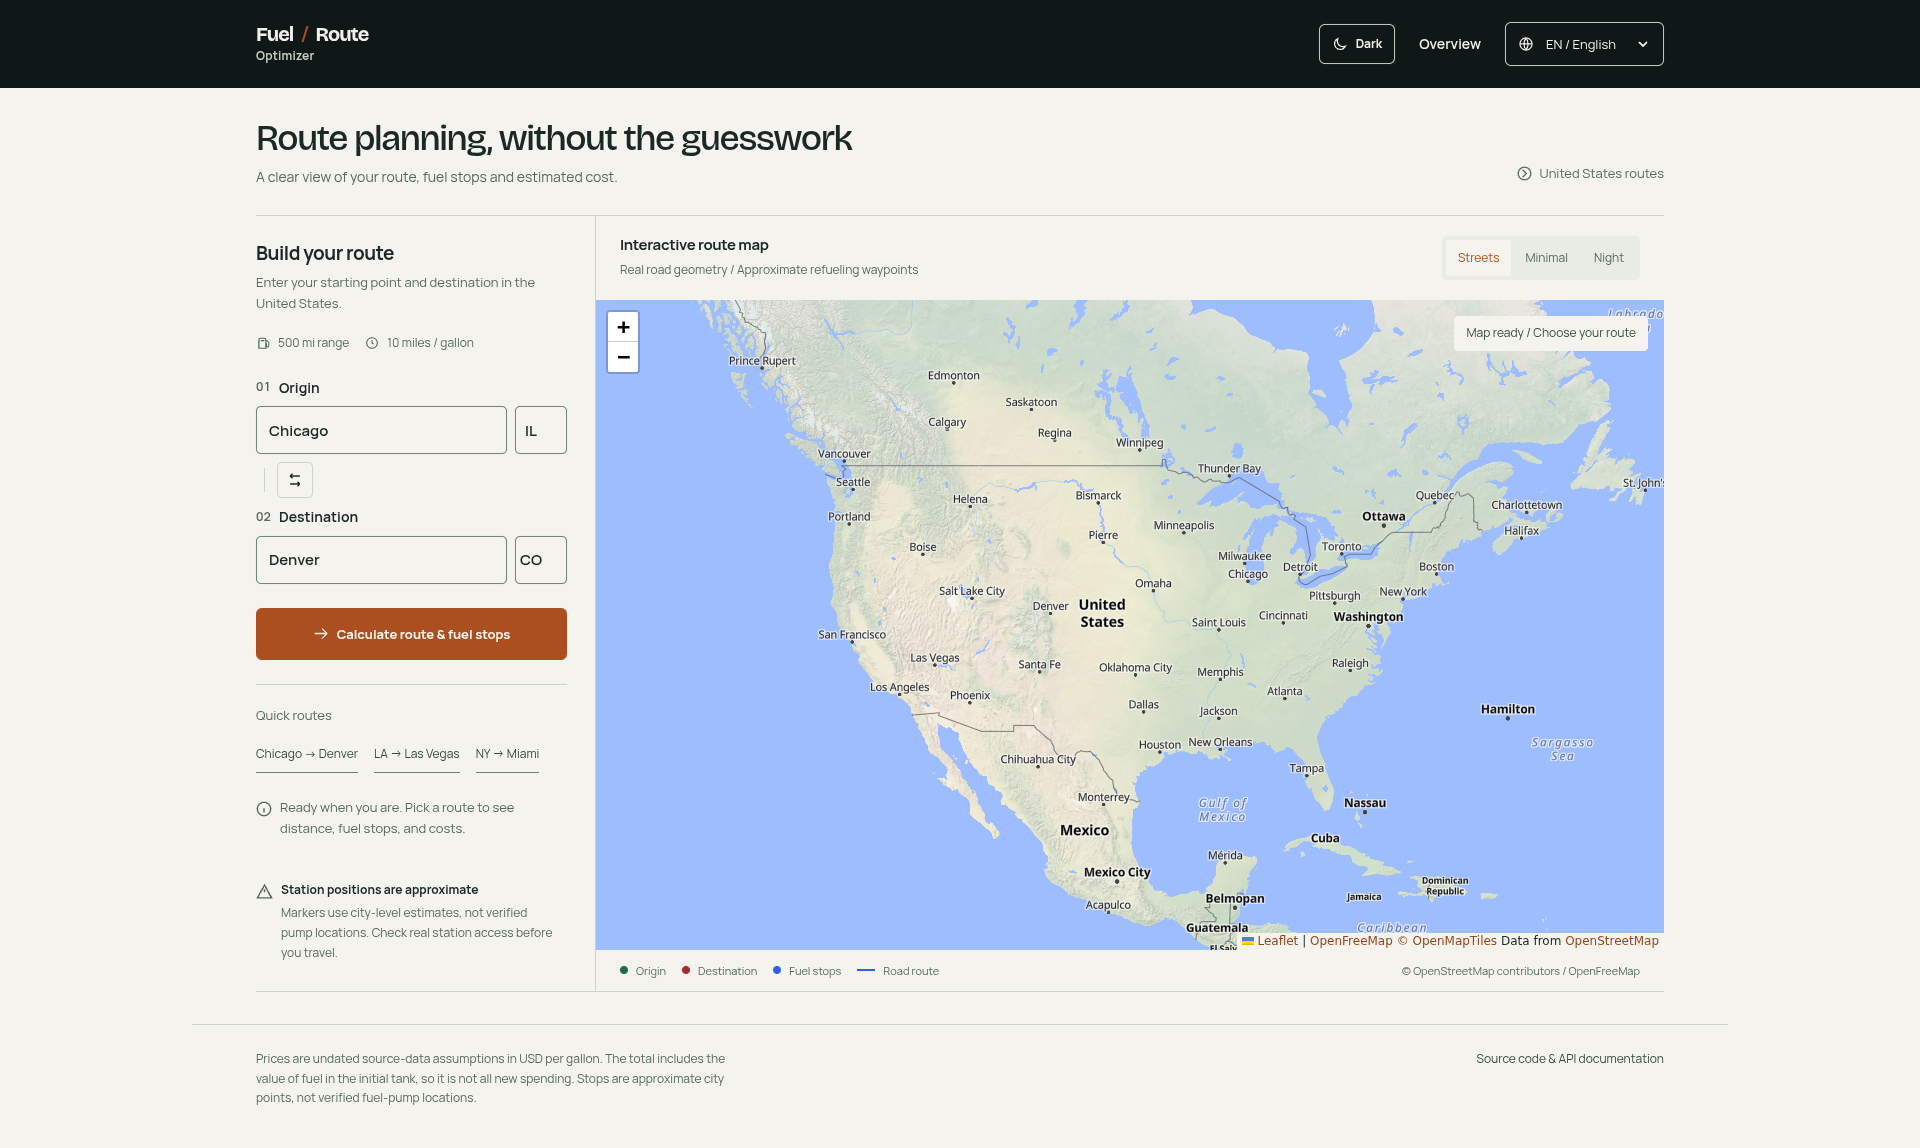 Fuel / Route
Optimizer
Dark
Overview
EN / English
Route planning, without the guesswork
A clear view of your route, fuel stops and estimated cost.
United States routes
Build your route
Enter your starting point and destination in the
United States.
500 mi range
10 miles / gallon
01 Origin
Chicago
IL
02 Destination
Denver
CO
Calculate route & fuel stops
Quick routes
Chicago → Denver
LA → Las Vegas
NY → Miami
Ready when you are. Pick a route to see
distance, fuel stops, and costs.
Station positions are approximate
Markers use city-level estimates, not verified
pump locations. Check real station access before
you travel.
Interactive route map
Real road geometry / Approximate refueling waypoints
Streets
Minimal
Night
+
−
Map ready / Choose your route
Labrado
Prince Rupert
Edmonton
Saskatoon
Calgary
Regina
Winnipeg
Vancouver
Thunder Bay
Seattle
St. John's
Helena
Bismarck
Quebec
Charlottetown
Portland
Ottawa
Minneapolis
Halifax
Pierre
Boise
Toronto
Milwaukee
Detroit
Boston
Chicago
Omaha
Salt Lake City
Pittsburgh
New York
Denver
United
States
Cincinnati
Washington
Saint Louis
San Francisco
Las Vegas
Santa Fe
Oklahoma City
Memphis
Raleigh
Los Angeles
Phoenix
Atlanta
Dallas
Jackson
Hamilton
Houston
New Orleans
Sargasso
Sea
Chihuahua City
Tampa
Monterrey
Gulf of
Mexico
Nassau
Mexico
Cuba
Mérida
Mexico City
Dominican
Republic
Jamaica
Belmopan
Acapulco
Guatemala
Caribbean
El Salv
Leaflet | OpenFreeMap © OpenMapTiles Data from OpenStreetMap
Origin
Destination
Fuel stops
Road route
© OpenStreetMap contributors / OpenFreeMap
Prices are undated source-data assumptions in USD per gallon. The total includes the
value of fuel in the initial tank, so it is not all new spending. Stops are approximate city
points, not verified fuel-pump locations.
Source code & API documentation